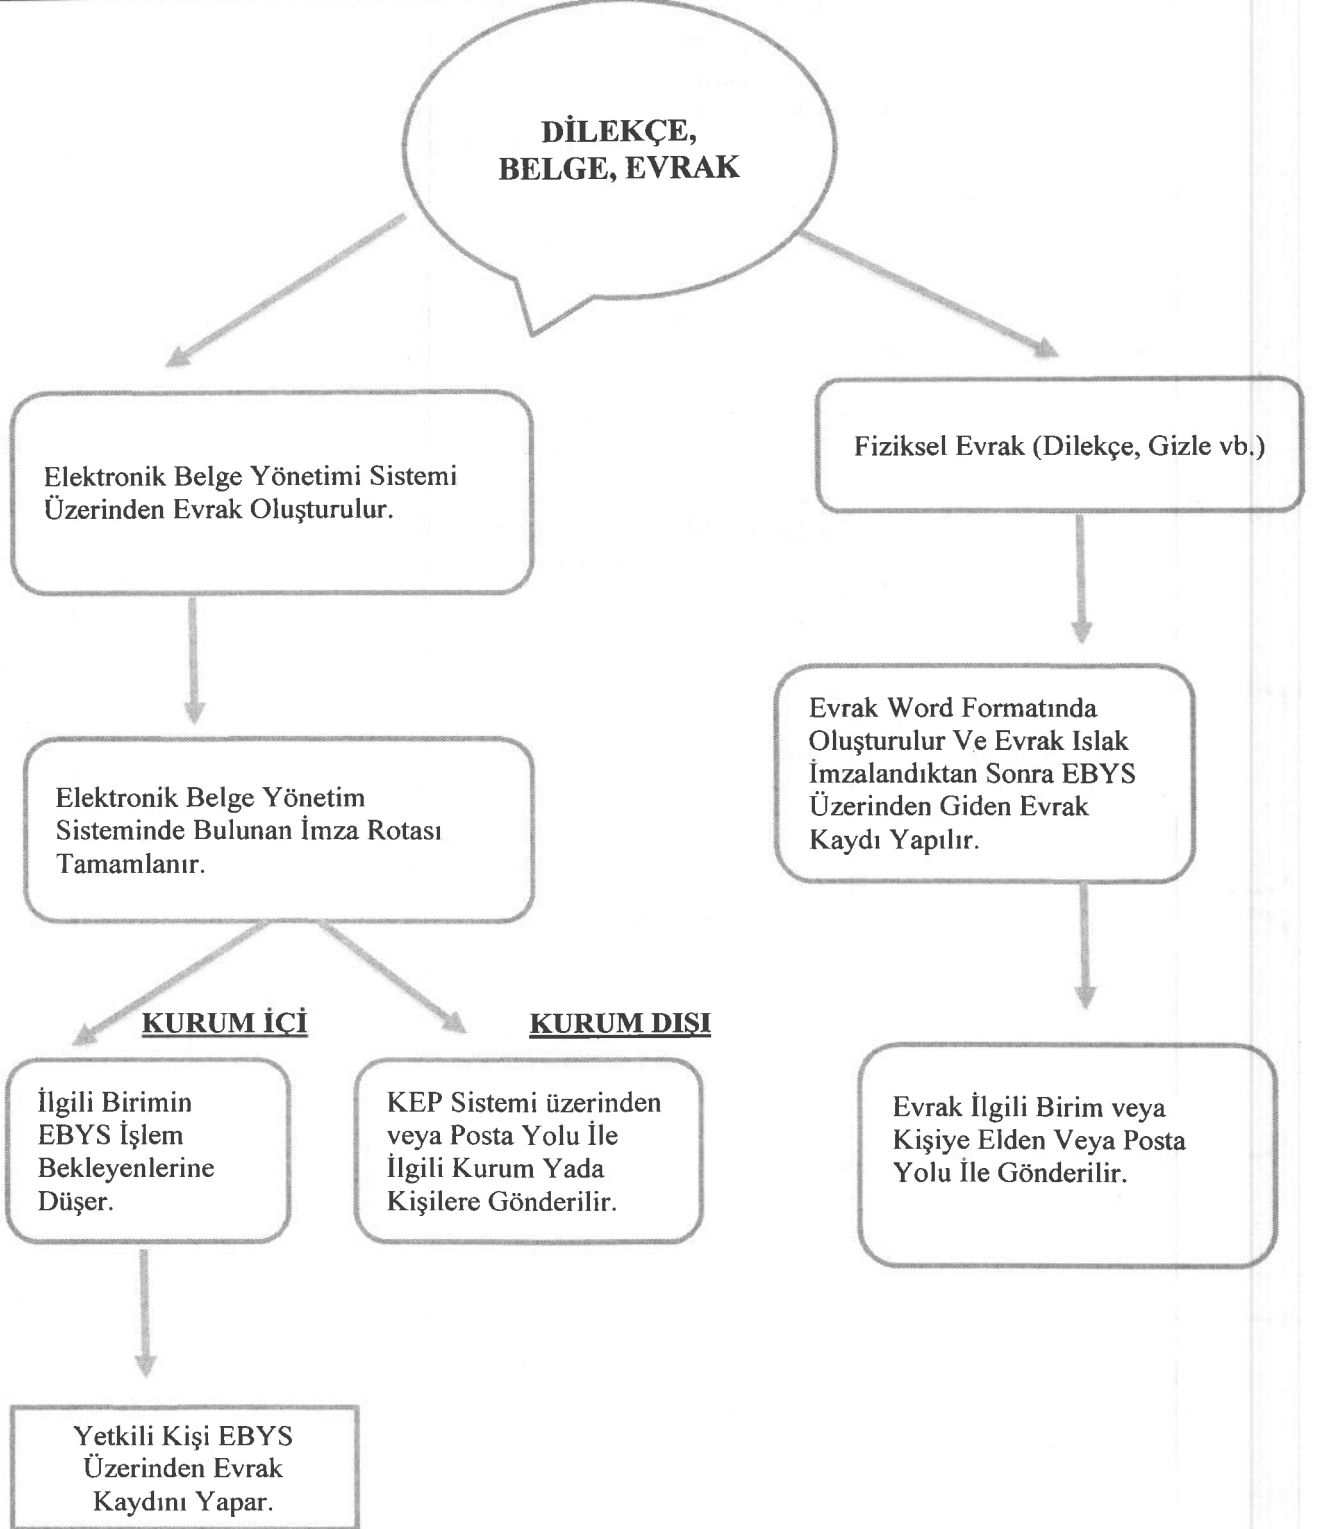 DİLEKÇE,
BELGE, EVRAK
Elektronik Belge Yönetimi Sistemi
Üzerinden Evrak Oluşturulur.
Elektronik Belge Yönetim
Sisteminde Bulunan İmza Rotası
Tamamlanır.
KURUM İÇİ
İlgili Birimin
EBYS İşlem
Bekleyenlerine
Düşer.
Yetkili Kişi EBYS
Üzerinden Evrak
Kaydını Yapar.
KURUM DIŞI
KEP Sistemi üzerinden
veya Posta Yolu İle
İlgili Kurum Yada
Kişilere Gönderilir.
Fiziksel Evrak (Dilekçe, Gizle vb.)
Evrak Word Formatında
Oluşturulur Ve Evrak Islak
İmzalandıktan Sonra EBYS
Üzerinden Giden Evrak
Kaydı Yapılır.
Evrak İlgili Birim veya
Kişiye Elden Veya Posta
Yolu İle Gönderilir.